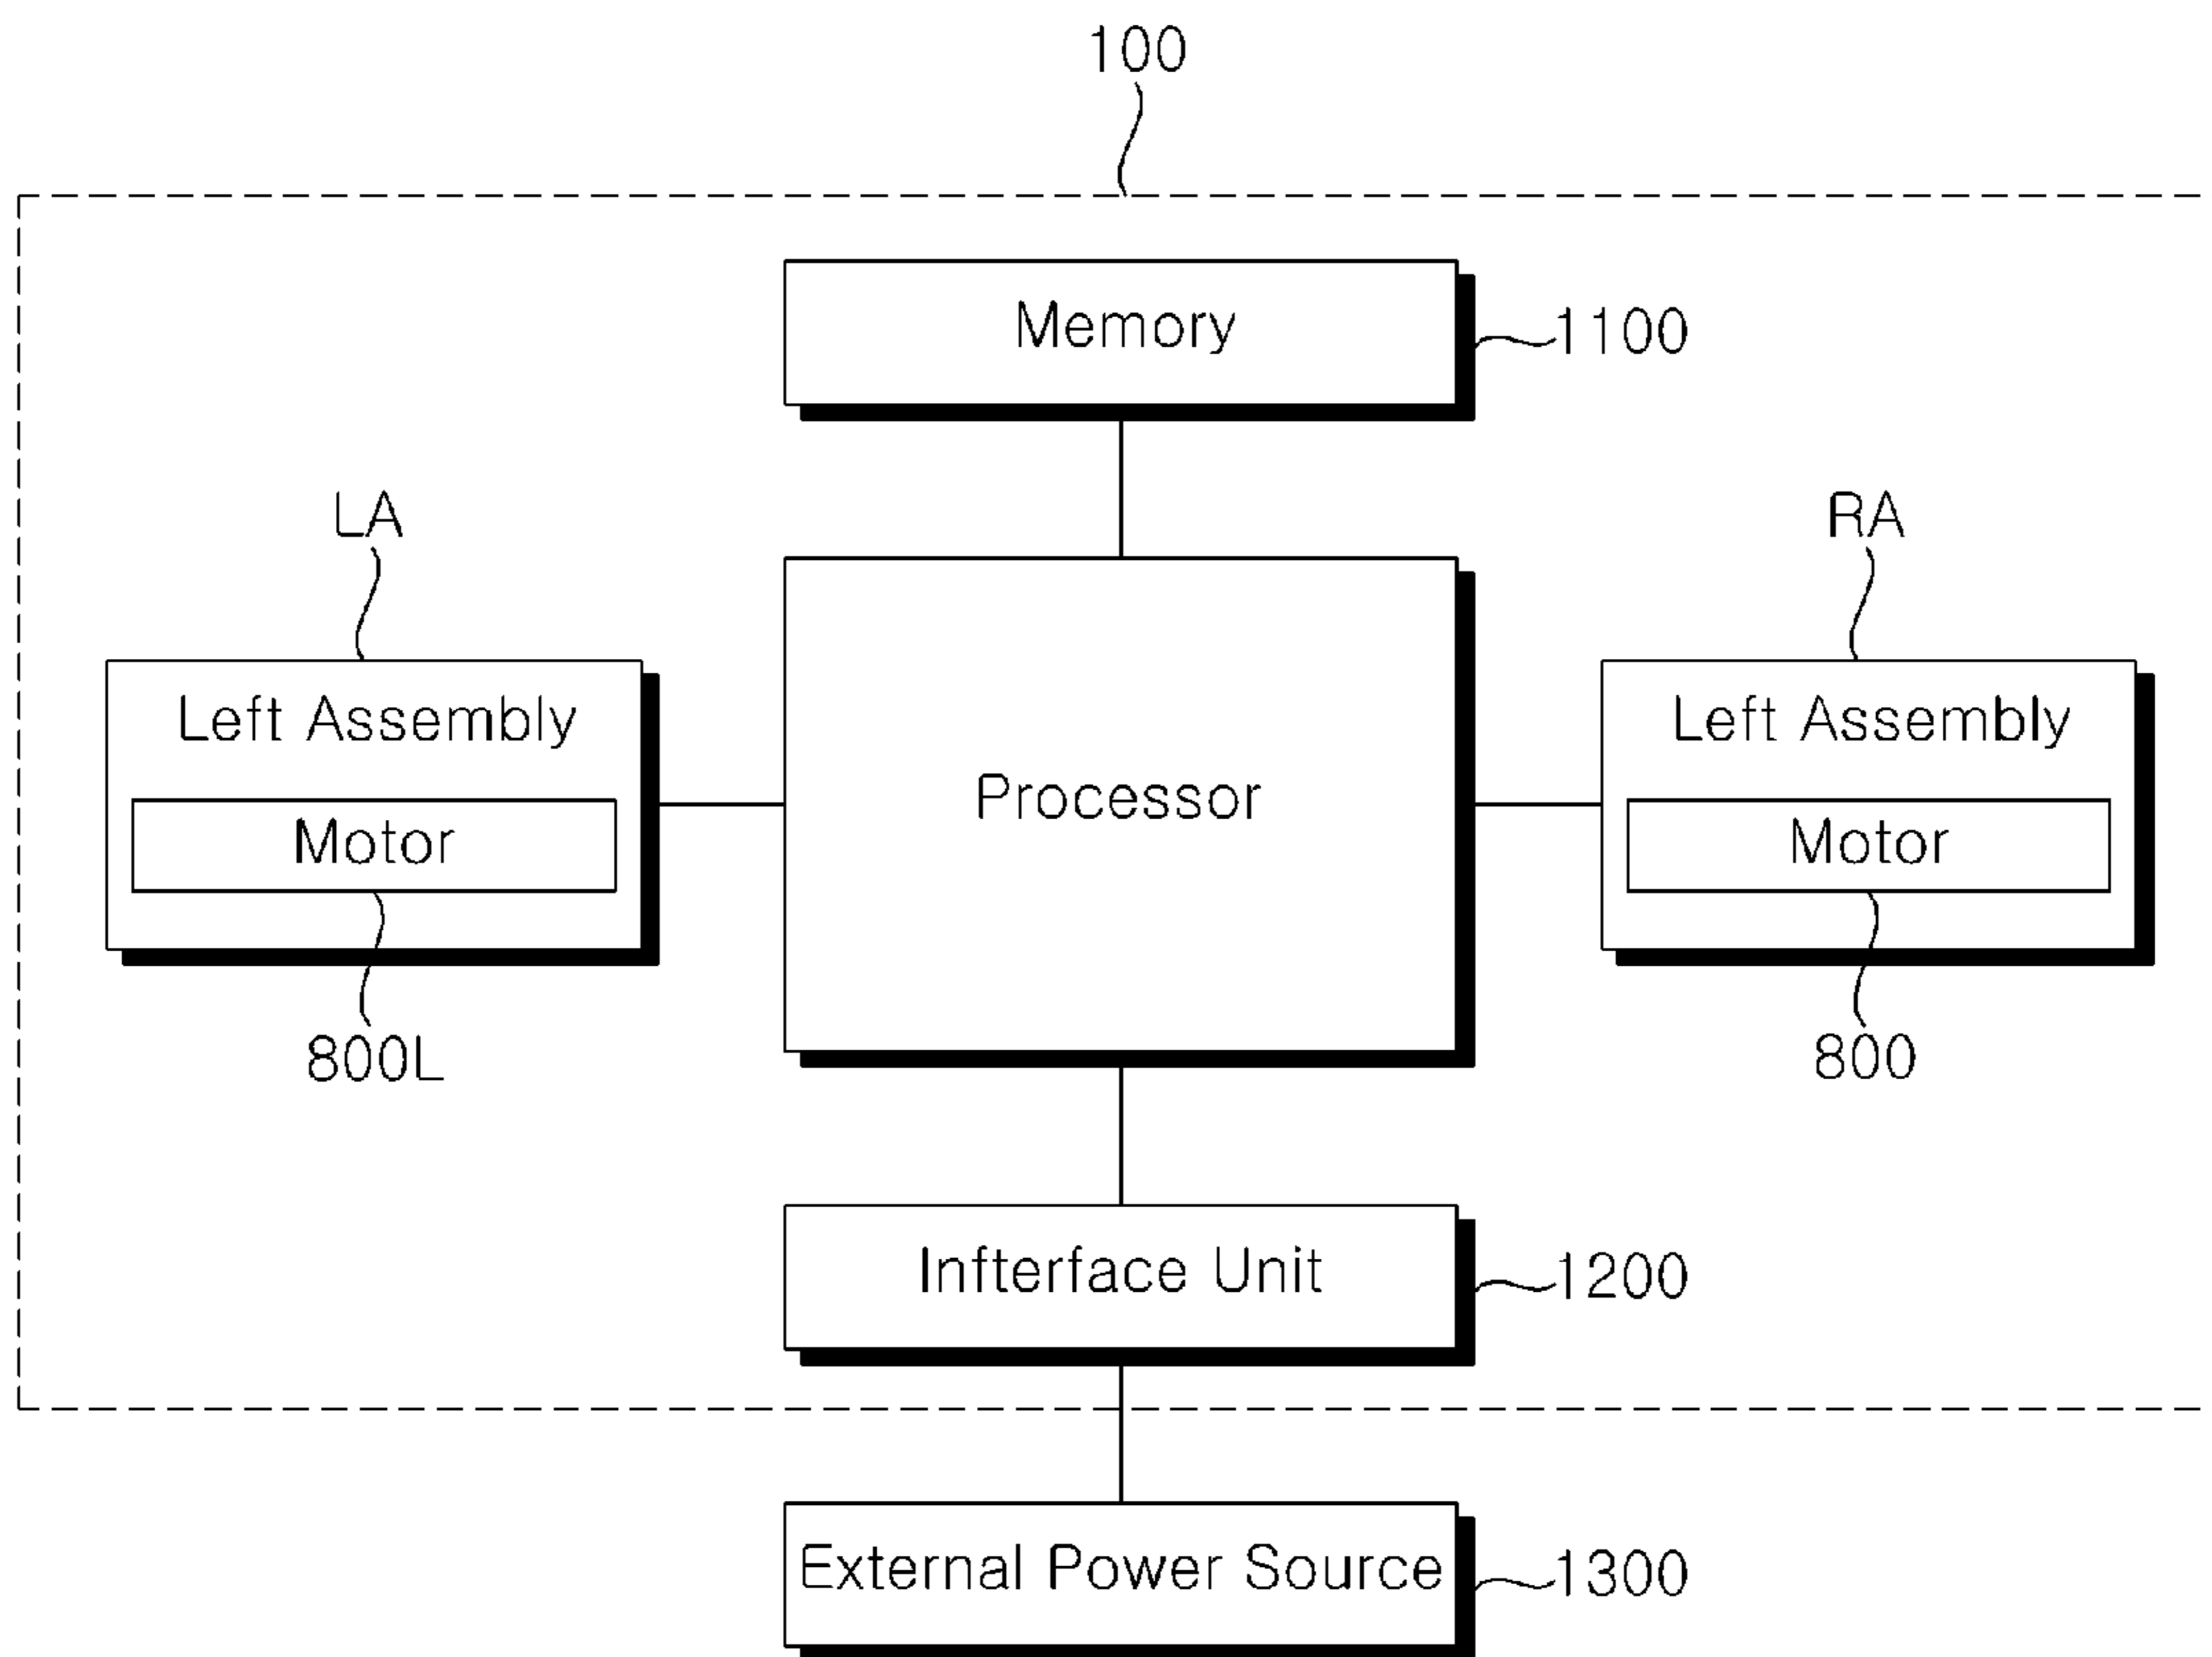 100
Memory
1100
LA
RA
Left Assembly
Motor
800L
Processor
Left Assembly
Motor
800
Infterface Unit
1200
External Power Source
1300